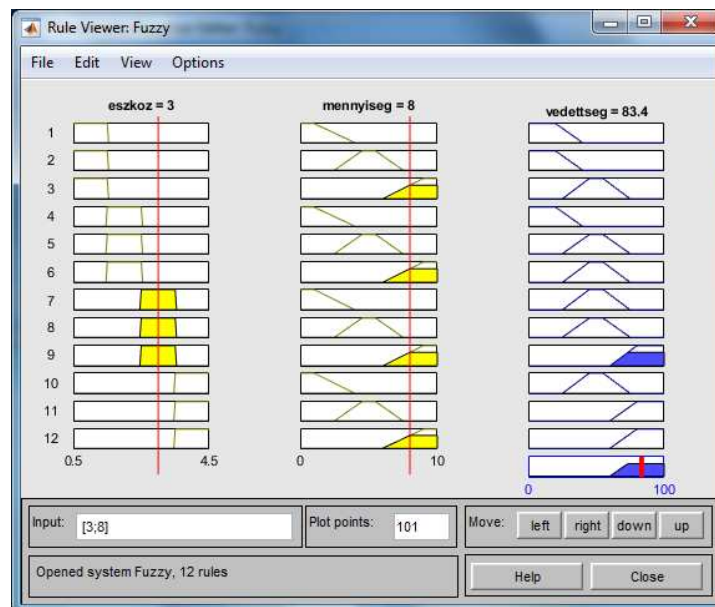 Rule Viewer: Fuzzy
File Edit View Options
eszkoz = 3 mennyiseg = 8 vedettseg = 83.4
1
2
3
4
5
6
7
8
9
10
11
12
0.5 4.5 0 10
0 100
Input: [3;8] Plot points: 101 Move: left right down up
Opened system Fuzzy, 12 rules Help Close